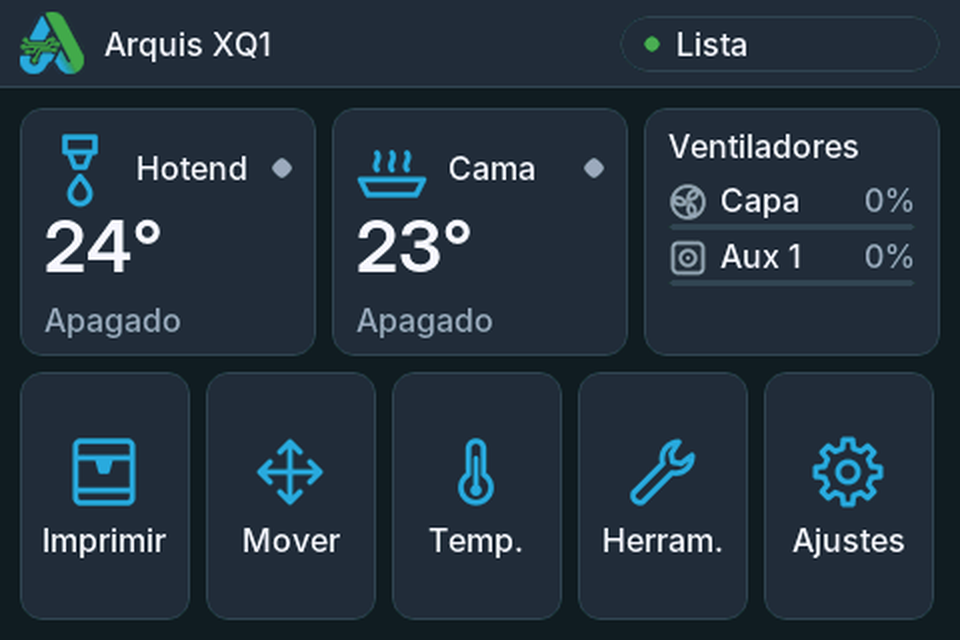 Arquis XQ1
Lista
Hotend
24°
Apagado
Cama
23°
Apagado
Ventiladores
Capa 0%
Aux 1 0%
Imprimir
Mover
Temp.
Herram.
Ajustes